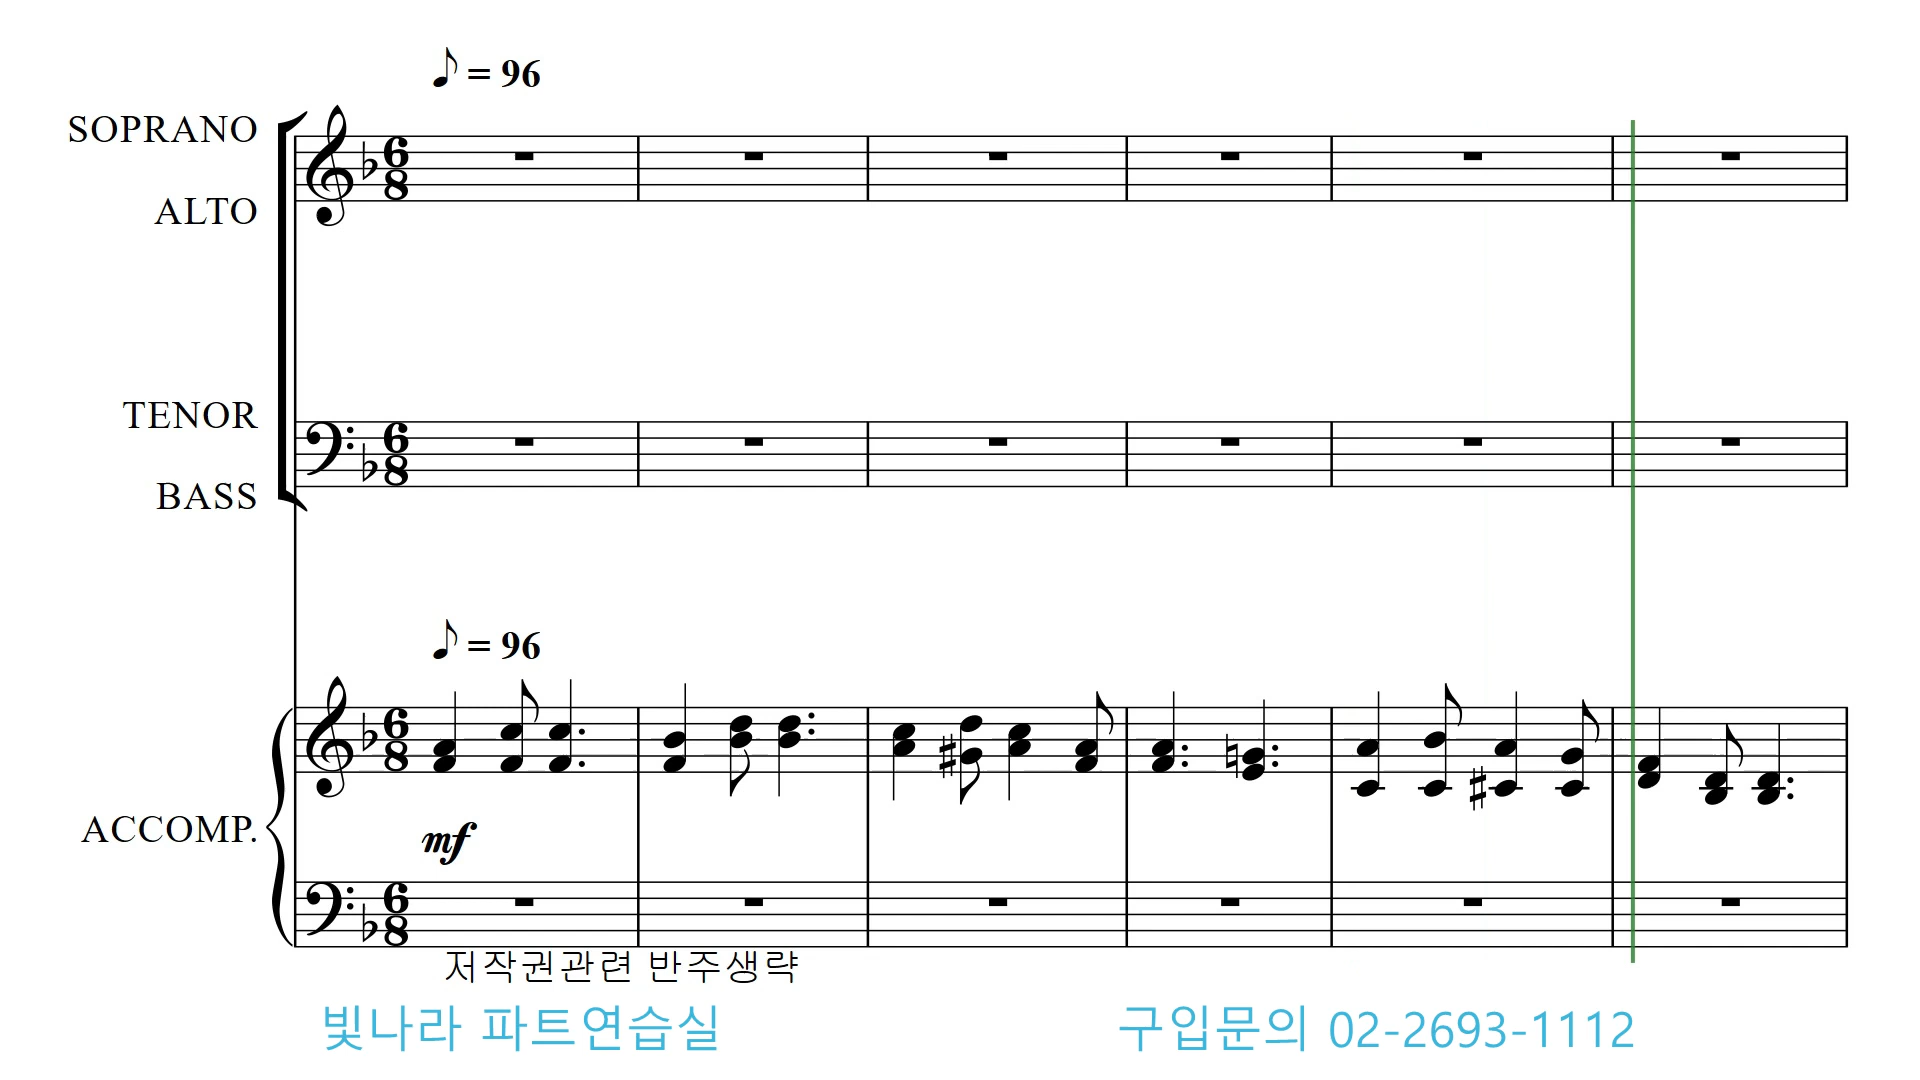 = 96
SOPRANO
ALTO
TENOR
BASS
= 96
ACCOMP.
mf
저작권관련 반주생략
빛나라 파트연습실
구입문의 02-2693-1112